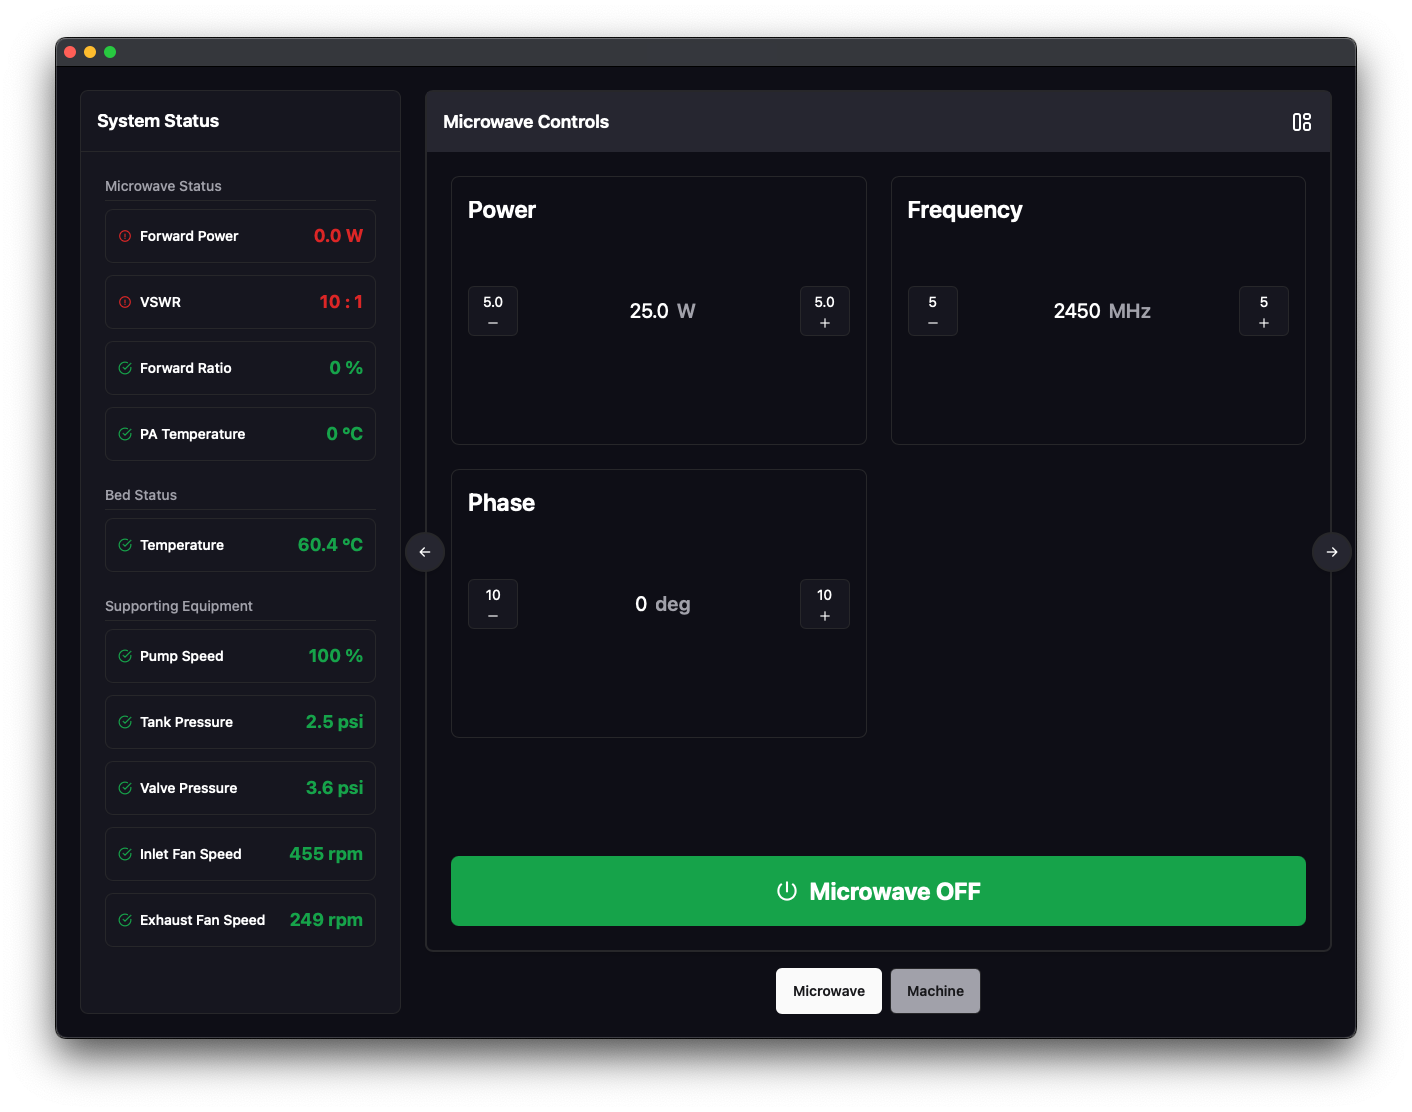 System Status
Microwave Status
Forward Power 0.0 W
VSWR 10 : 1
Forward Ratio 0 %
PA Temperature 0 °C
Bed Status
Temperature 60.4 °C
Supporting Equipment
Pump Speed 100 %
Tank Pressure 2.5 psi
Valve Pressure 3.6 psi
Inlet Fan Speed 455 rpm
Exhaust Fan Speed 249 rpm
Microwave Controls
Power
5.0 25.0 W 5.0
− +
Frequency
5 2450 MHz 5
− +
Phase
10 0 deg 10
− +
Microwave OFF
Microwave Machine